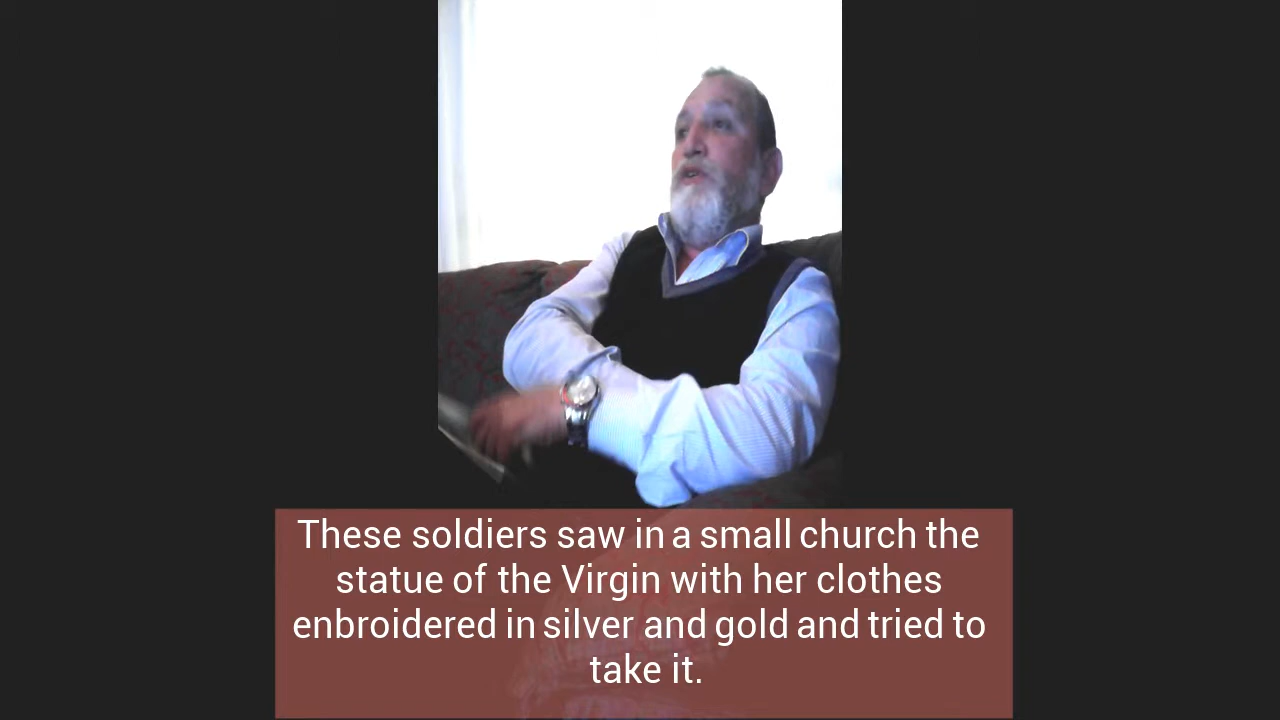 These soldiers saw in a small church the
statue of the Virgin with her clothes
enbroidered in silver and gold and tried to
take it.